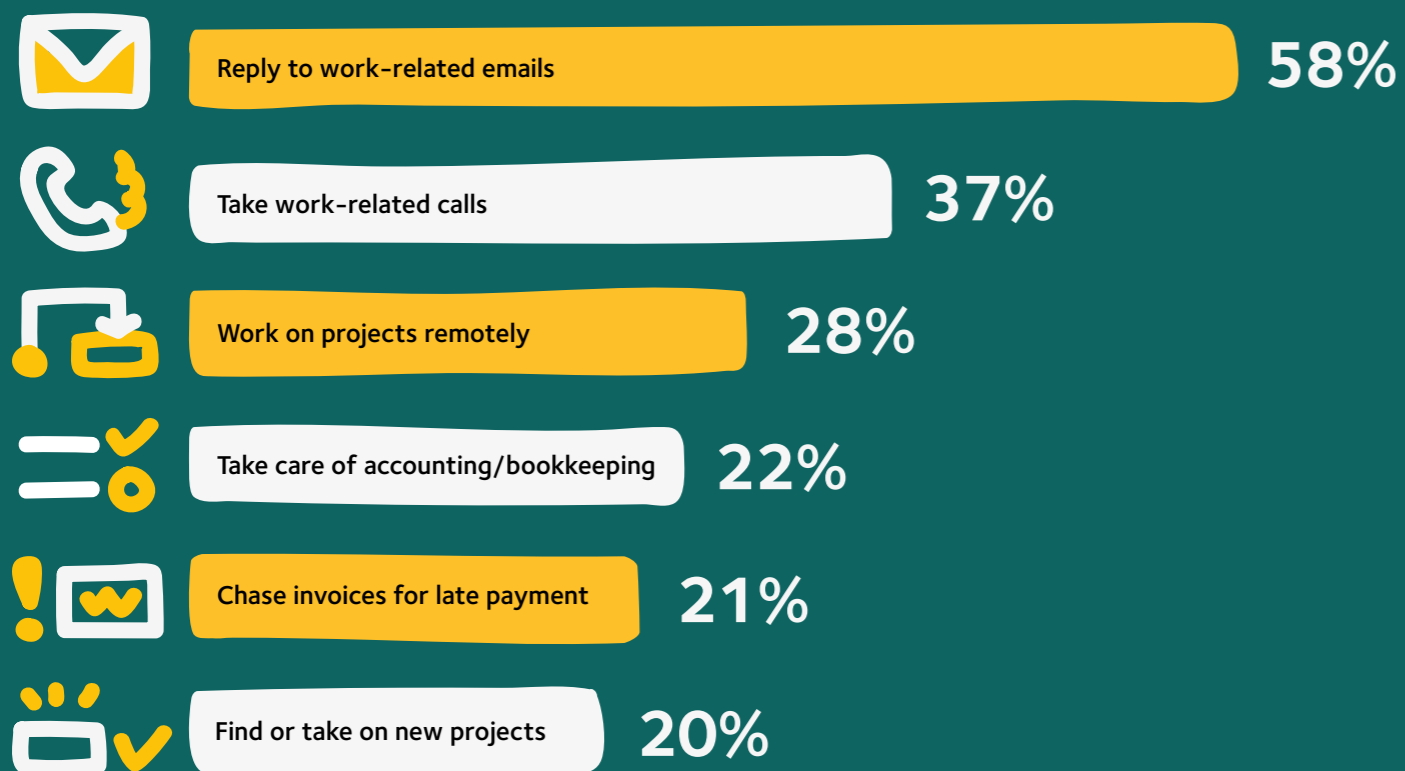 Reply to work-related emails 58%
Take work-related calls 37%
Work on projects remotely 28%
Take care of accounting/bookkeeping 22%
Chase invoices for late payment 21%
Find or take on new projects 20%